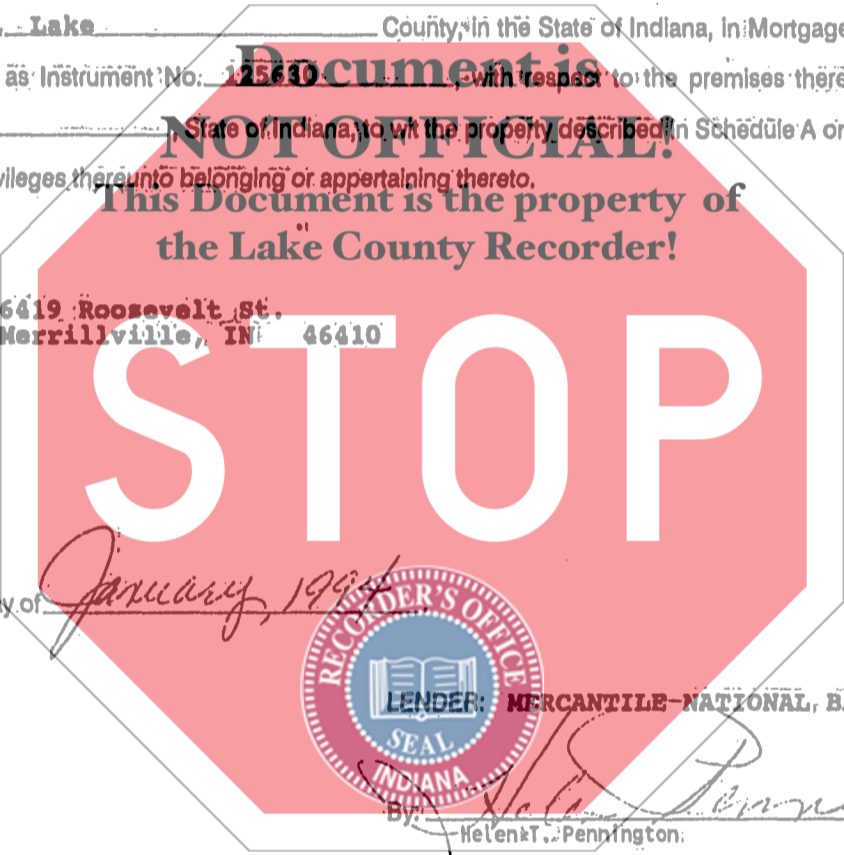 Lake County, in the State of Indiana, in Mortgage
Document is
as Instrument No. 125630, with respect to the premises there
State of Indiana, to wit the property described in Schedule A or
NOT OFFICIAL!
vileges thereunto belonging or appertaining thereto.
This Document is the property of
the Lake County Recorder!
6419 Roosevelt St.
Merrillville, IN 46410
STOP
ay of January, 1994
RECORDER'S OFFICE
SEAL
INDIANA
LENDER: MERCANTILE NATIONAL BA
By:
Helen T. Pennington